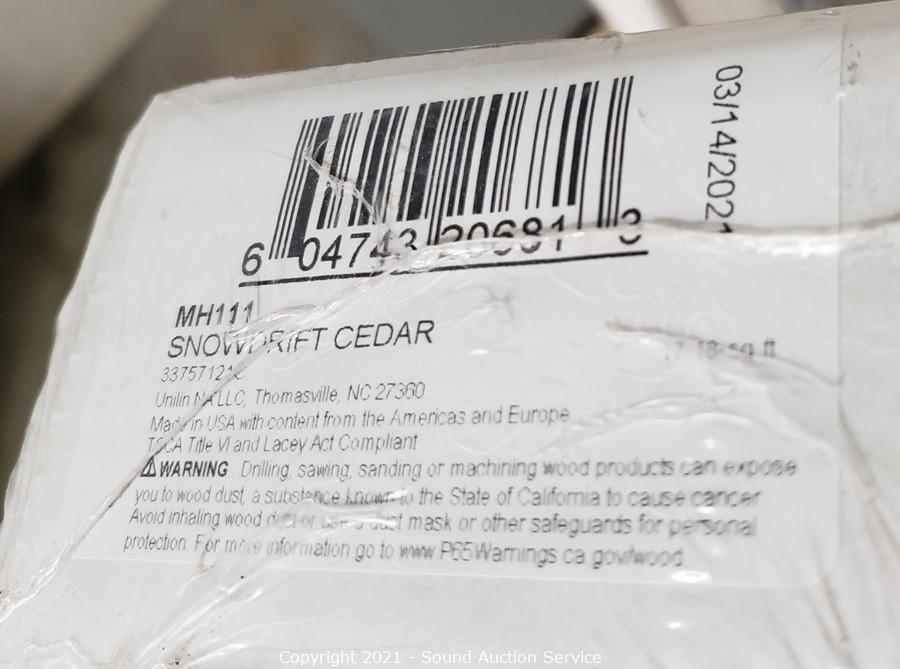 03/14/2021
6 04743 20681 3
MH111
SNOWDRIFT CEDAR
sq ft
Unilin NA LLC, Thomasville, NC 27360
Made in USA with content from the Americas and Europe
TSCA Title VI and Lacey Act Compliant
⚠WARNING Drilling, sawing, sanding or machining wood products can expose
you to wood dust, a substance known to the State of California to cause cancer
Avoid inhaling wood dust or use a dust mask or other safeguards for personal
protection. For more information go to www.P65Warnings.ca.gov/wood
Copyright 2021 - Sound Auction Service